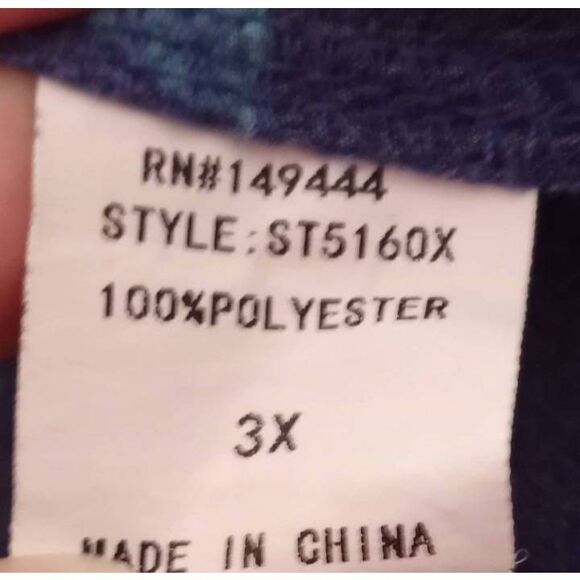 RN#149444
STYLE:ST5160X
100%POLYESTER
3X
MADE IN CHINA